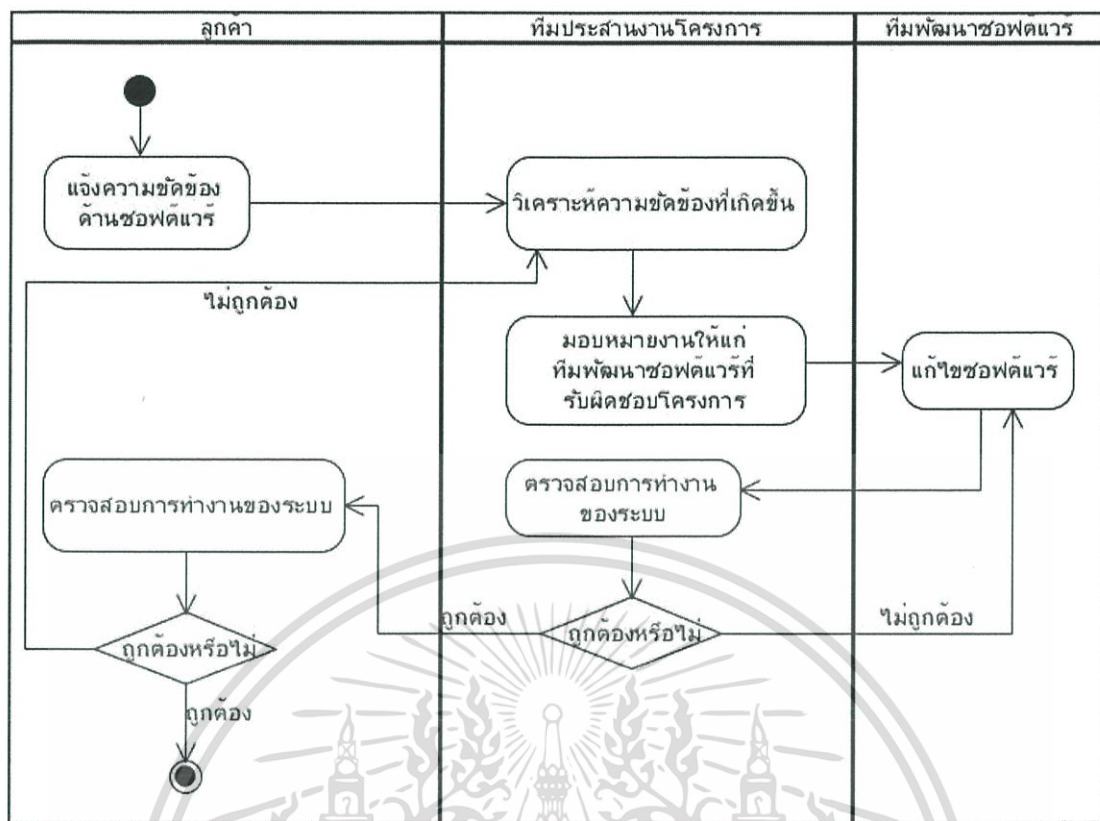 ลูกค้า
ทีมประสานงานโครงการ
ทีมพัฒนาซอฟต์แวร์
แจ้งความขัดข้อง
ด้านซอฟต์แวร์
วิเคราะห์ความขัดข้องที่เกิดขึ้น
ไม่ถูกต้อง
มอบหมายงานให้แก่
ทีมพัฒนาซอฟต์แวร์ที่
รับผิดชอบโครงการ
แก้ไขซอฟต์แวร์
ตรวจสอบการทำงานของระบบ
ตรวจสอบการทำงาน
ของระบบ
ถูกต้อง
ถูกต้องหรือไม่
ไม่ถูกต้อง
ถูกต้องหรือไม่
ถูกต้อง